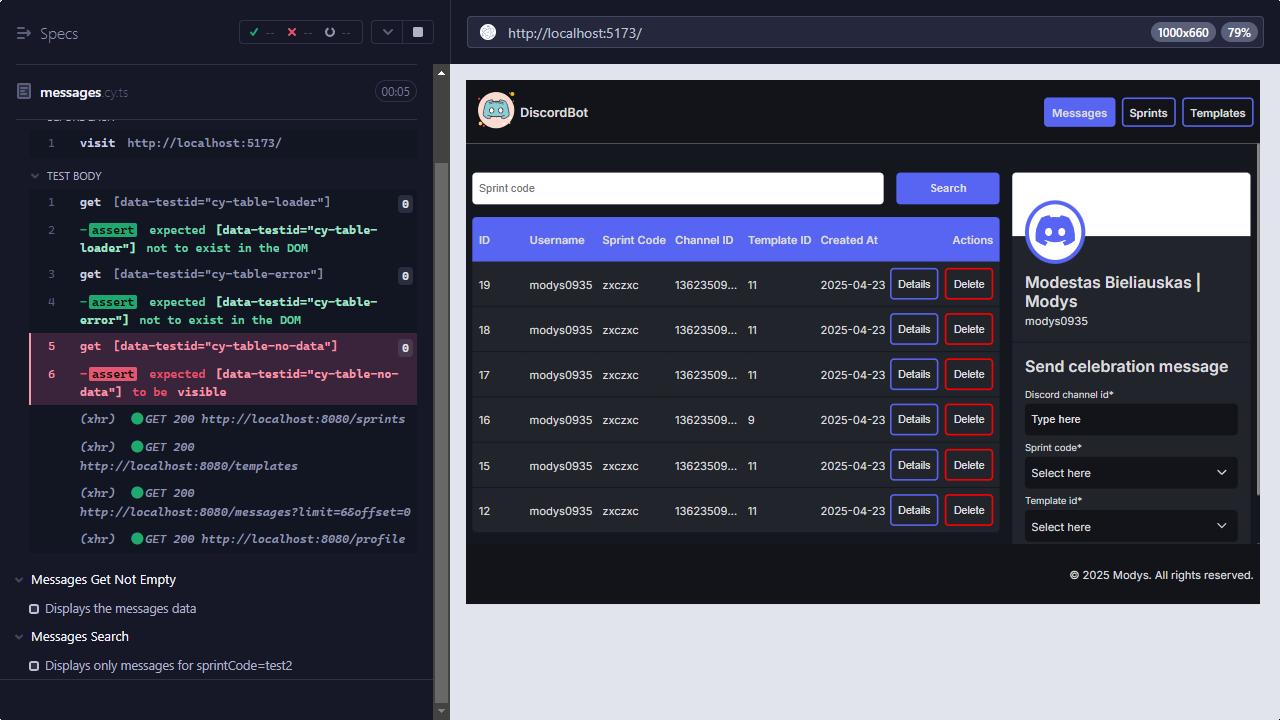 Specs
--
--
--
messages.cy.ts
00:05
1 visit http://localhost:5173/
TEST BODY
1 get [data-testid="cy-table-loader"] 0
2 -assert expected [data-testid="cy-table-
loader"] not to exist in the DOM
3 get [data-testid="cy-table-error"] 0
4 -assert expected [data-testid="cy-table-
error"] not to exist in the DOM
5 get [data-testid="cy-table-no-data"] 0
6 -assert expected [data-testid="cy-table-no-
data"] to be visible
(xhr) GET 200 http://localhost:8080/sprints
(xhr) GET 200
http://localhost:8080/templates
(xhr) GET 200
http://localhost:8080/messages?limit=6&offset=0
(xhr) GET 200 http://localhost:8080/profile
Messages Get Not Empty
Displays the messages data
Messages Search
Displays only messages for sprintCode=test2
http://localhost:5173/
1000x660
79%
DiscordBot
Messages
Sprints
Templates
Sprint code
Search
ID Username Sprint Code Channel ID Template ID Created At Actions
19 modys0935 zxczxc 13623509... 11 2025-04-23 Details Delete
18 modys0935 zxczxc 13623509... 11 2025-04-23 Details Delete
17 modys0935 zxczxc 13623509... 11 2025-04-23 Details Delete
16 modys0935 zxczxc 13623509... 9 2025-04-23 Details Delete
15 modys0935 zxczxc 13623509... 11 2025-04-23 Details Delete
12 modys0935 zxczxc 13623509... 11 2025-04-23 Details Delete
Modestas Bieliauskas |
Modys
modys0935
Send celebration message
Discord channel id*
Type here
Sprint code*
Select here
Template id*
Select here
© 2025 Modys. All rights reserved.